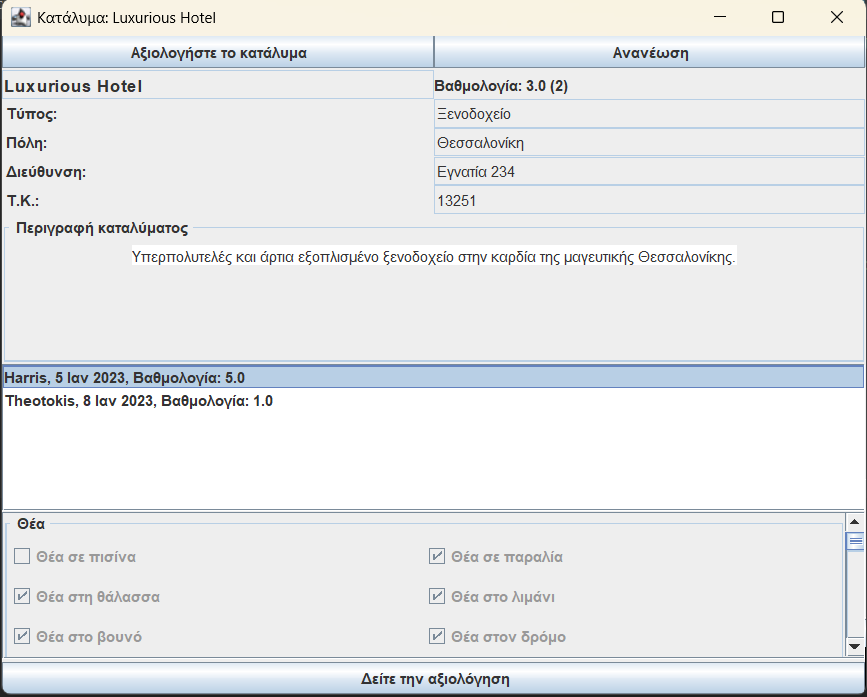 Κατάλυμα: Luxurious Hotel
Αξιολογήστε το κατάλυμα Ανανέωση
Luxurious Hotel Βαθμολογία: 3.0 (2)
Τύπος: Ξενοδοχείο
Πόλη: Θεσσαλονίκη
Διεύθυνση: Εγνατία 234
Τ.Κ.: 13251
Περιγραφή καταλύματος
Υπερπολυτελές και άρτια εξοπλισμένο ξενοδοχείο στην καρδία της μαγευτικής Θεσσαλονίκης.
Harris, 5 Ιαν 2023, Βαθμολογία: 5.0
Theotokis, 8 Ιαν 2023, Βαθμολογία: 1.0
Θέα
Θέα σε πισίνα Θέα σε παραλία
Θέα στη θάλασσα Θέα στο λιμάνι
Θέα στο βουνό Θέα στον δρόμο
Δείτε την αξιολόγηση